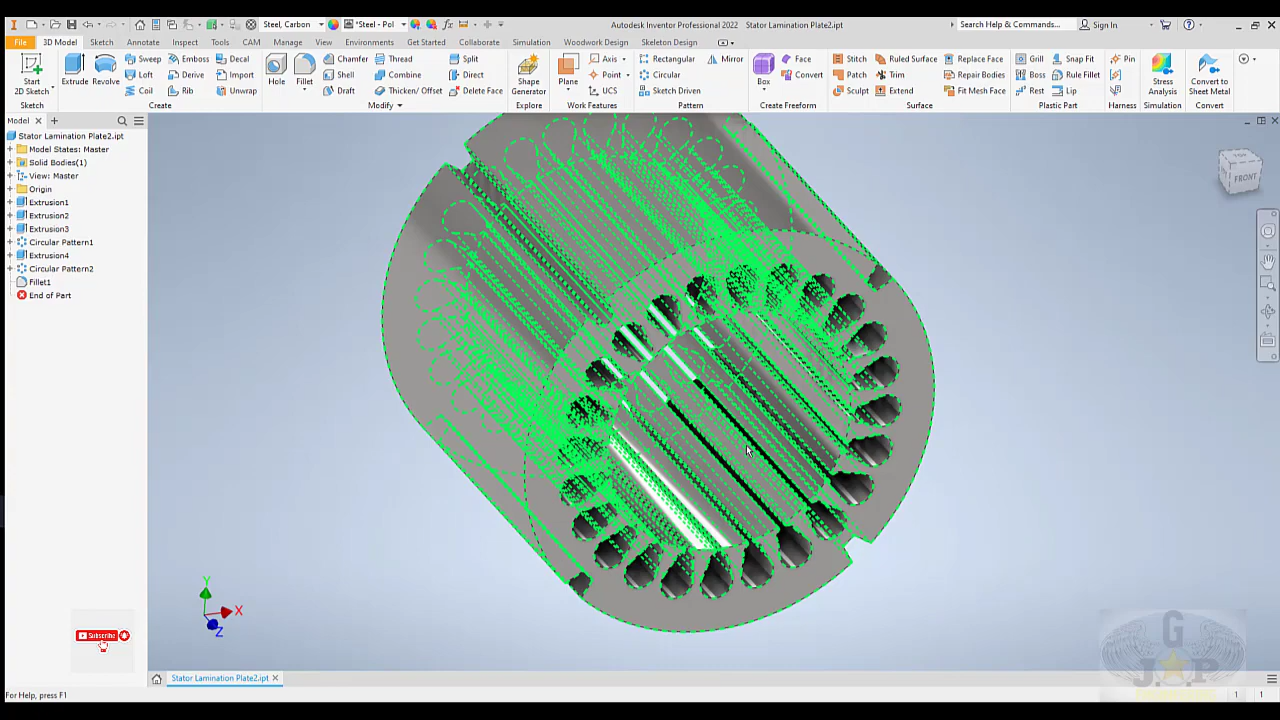 Steel, Carbon
*Steel - Pol
Autodesk Inventor Professional 2022 Stator Lamination Plate2.ipt
Search Help & Commands...
Sign In
File
3D Model
Sketch
Annotate
Inspect
Tools
CAM
Manage
View
Environments
Get Started
Collaborate
Simulation
Woodwork Design
Skeleton Design
Start
2D Sketch
Sketch
Extrude
Revolve
Sweep
Loft
Coil
Emboss
Derive
Rib
Decal
Import
Unwrap
Create
Hole
Fillet
Chamfer
Shell
Draft
Thread
Combine
Thicken/ Offset
Split
Direct
Delete Face
Modify
Shape
Generator
Explore
Plane
Axis
Point
UCS
Work Features
Rectangular
Circular
Sketch Driven
Mirror
Pattern
Box
Face
Convert
Create Freeform
Stitch
Patch
Sculpt
Ruled Surface
Trim
Extend
Replace Face
Repair Bodies
Fit Mesh Face
Surface
Grill
Boss
Rest
Snap Fit
Rule Fillet
Lip
Plastic Part
Pin
Harness
Stress
Analysis
Simulation
Convert to
Sheet Metal
Convert
Model
Stator Lamination Plate2.ipt
Model States: Master
Solid Bodies(1)
View: Master
Origin
Extrusion1
Extrusion2
Extrusion3
Circular Pattern1
Extrusion4
Circular Pattern2
Fillet1
End of Part
FRONT
Y
X
Z
Subscribe
G
J P
Stator Lamination Plate2.ipt
For Help, press F1
1
1